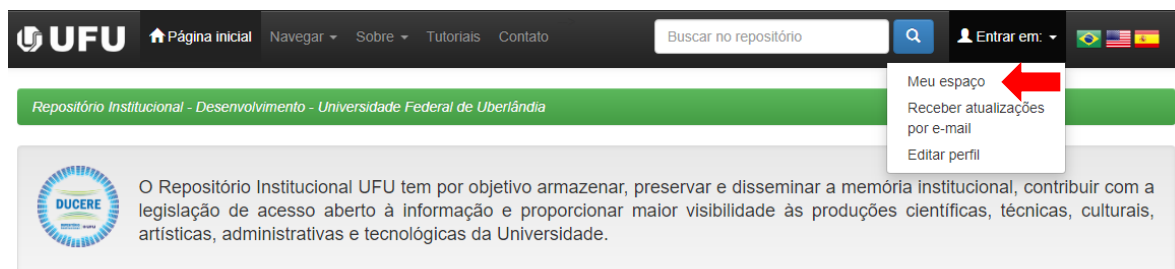 UFU Página inicial Navegar Sobre Tutoriais Contato Buscar no repositório Entrar em:
Meu espaço
Receber atualizações
por e-mail
Editar perfil
Repositório Institucional - Desenvolvimento - Universidade Federal de Uberlândia
DUCERE
O Repositório Institucional UFU tem por objetivo armazenar, preservar e disseminar a memória institucional, contribuir com a
legislação de acesso aberto à informação e proporcionar maior visibilidade às produções científicas, técnicas, culturais,
artísticas, administrativas e tecnológicas da Universidade.